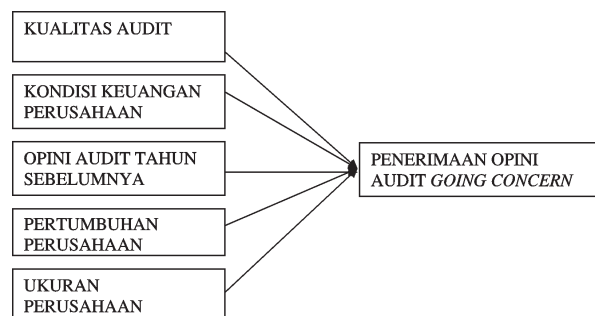 KUALITAS AUDIT
KONDISI KEUANGAN
PERUSAHAAN
OPINI AUDIT TAHUN
SEBELUMNYA
PERTUMBUHAN
PERUSAHAAN
UKURAN
PERUSAHAAN
PENERIMAAN OPINI
AUDIT GOING CONCERN